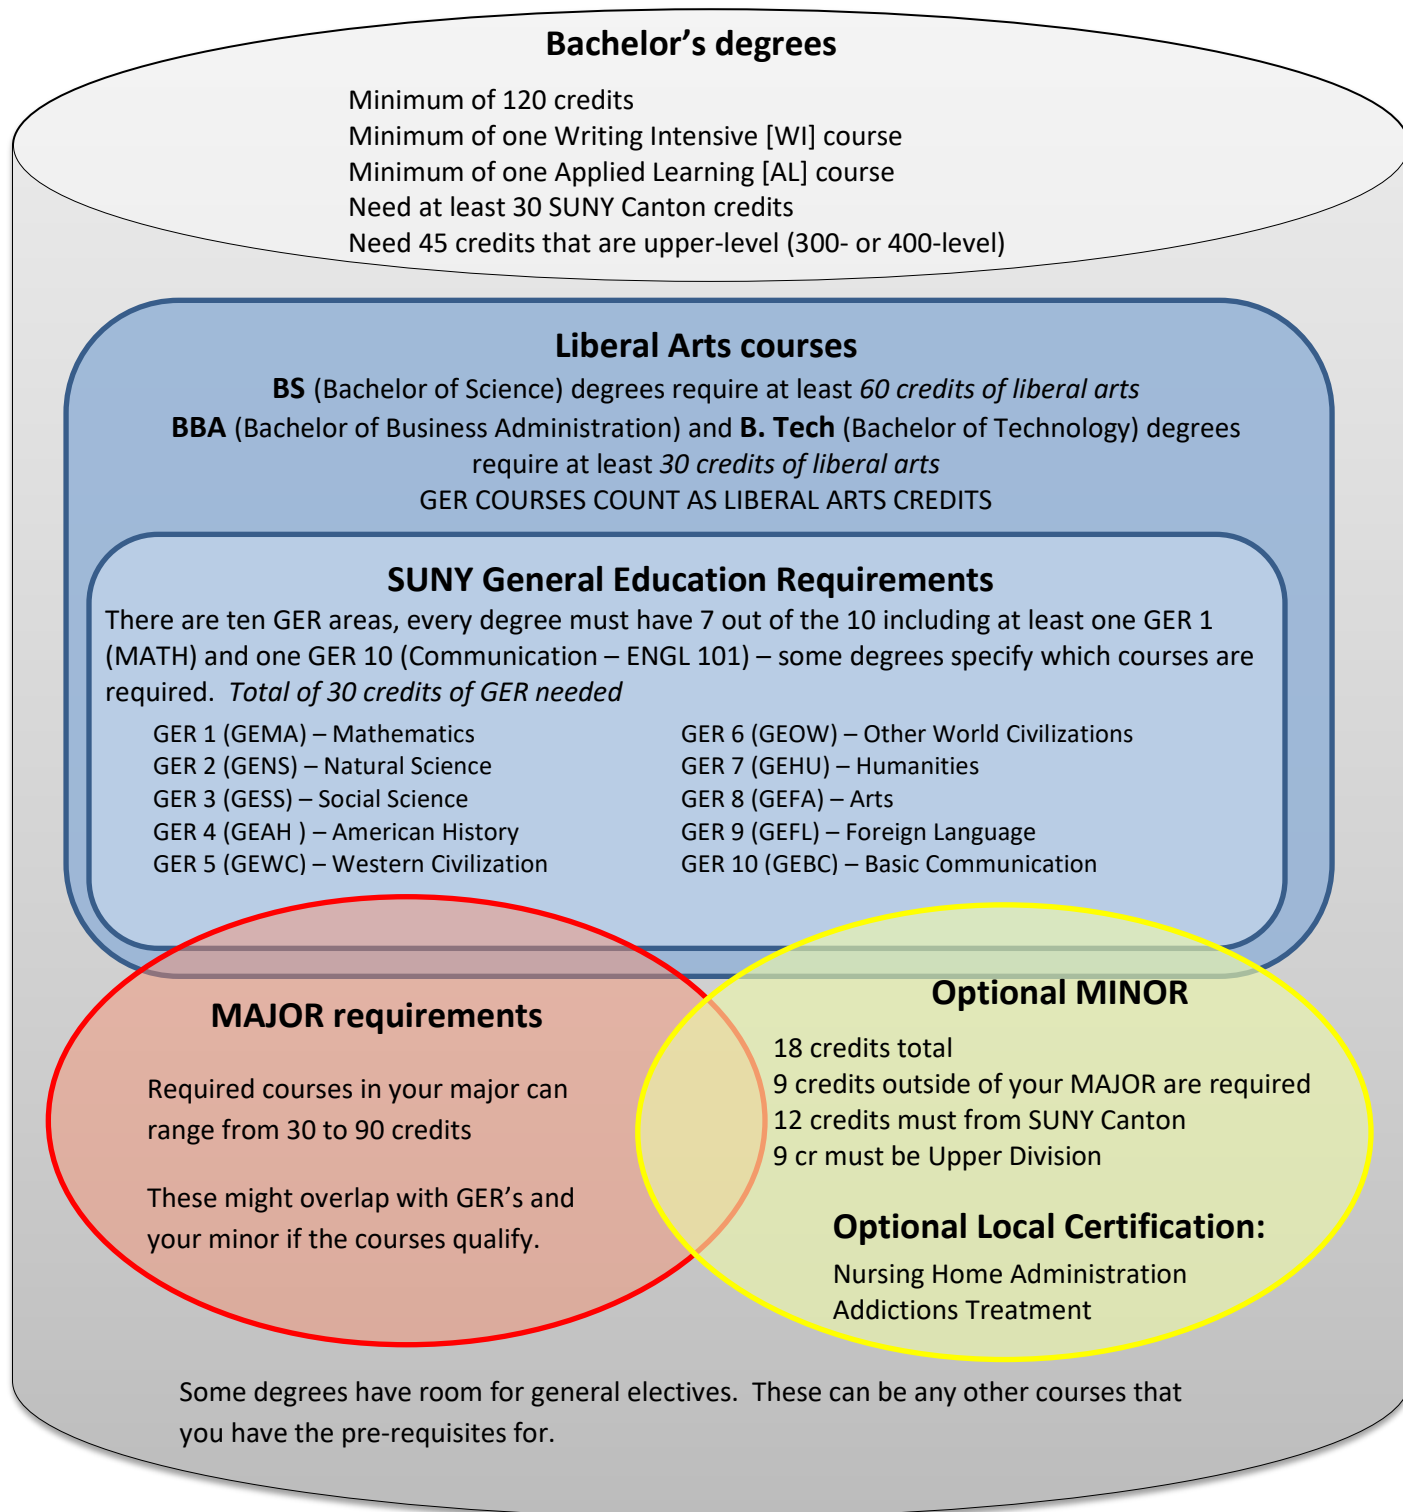 Bachelor’s degrees
Minimum of 120 credits
Minimum of one Writing Intensive [WI] course
Minimum of one Applied Learning [AL] course
Need at least 30 SUNY Canton credits
Need 45 credits that are upper-level (300- or 400-level)
Liberal Arts courses
BS (Bachelor of Science) degrees require at least 60 credits of liberal arts
BBA (Bachelor of Business Administration) and B. Tech (Bachelor of Technology) degrees
require at least 30 credits of liberal arts
GER COURSES COUNT AS LIBERAL ARTS CREDITS
SUNY General Education Requirements
There are ten GER areas, every degree must have 7 out of the 10 including at least one GER 1
(MATH) and one GER 10 (Communication – ENGL 101) – some degrees specify which courses are
required.  Total of 30 credits of GER needed
GER 1 (GEMA) – Mathematics
GER 2 (GENS) – Natural Science
GER 3 (GESS) – Social Science
GER 4 (GEAH ) – American History
GER 5 (GEWC) – Western Civilization
GER 6 (GEOW) – Other World Civilizations
GER 7 (GEHU) – Humanities
GER 8 (GEFA) – Arts
GER 9 (GEFL) – Foreign Language
GER 10 (GEBC) – Basic Communication
MAJOR requirements
Required courses in your major can
range from 30 to 90 credits
These might overlap with GER’s and
your minor if the courses qualify.
Optional MINOR
18 credits total
9 credits outside of your MAJOR are required
12 credits must from SUNY Canton
9 cr must be Upper Division
Optional Local Certification:
Nursing Home Administration
Addictions Treatment
Some degrees have room for general electives.  These can be any other courses that
you have the pre-requisites for.